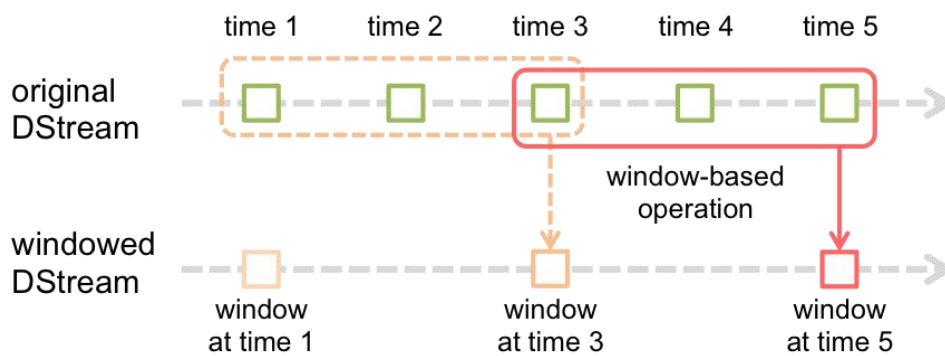 time 1
time 2
time 3
time 4
time 5
original
DStream
window-based
operation
windowed
DStream
window
at time 1
window
at time 3
window
at time 5